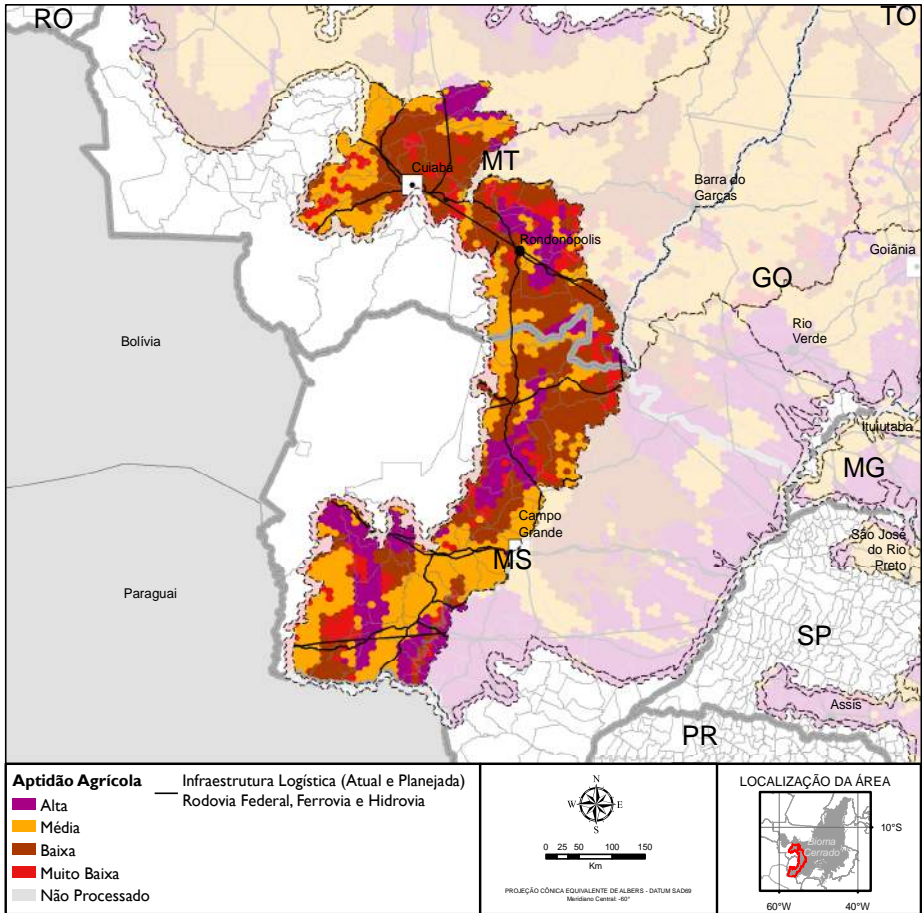 RO
TO
Cuiabá
MT
Barra do
Garças
Rondonópolis
Goiânia
GO
Bolívia
Rio
Verde
Ituiutaba
MG
Campo
Grande
São José
do Rio
Preto
MS
Paraguai
SP
Assis
PR
Aptidão Agrícola
Alta
Média
Baixa
Muito Baixa
Não Processado
Infraestrutura Logística (Atual e Planejada)
Rodovia Federal, Ferrovia e Hidrovia
N
W E
S
0 25 50 100 150
Km
PROJEÇÃO CÔNICA EQUIVALENTE DE ALBERS - DATUM SAD69
Meridiano Central: -60°
LOCALIZAÇÃO DA ÁREA
10°S
Bioma
Cerrado
60°W 40°W